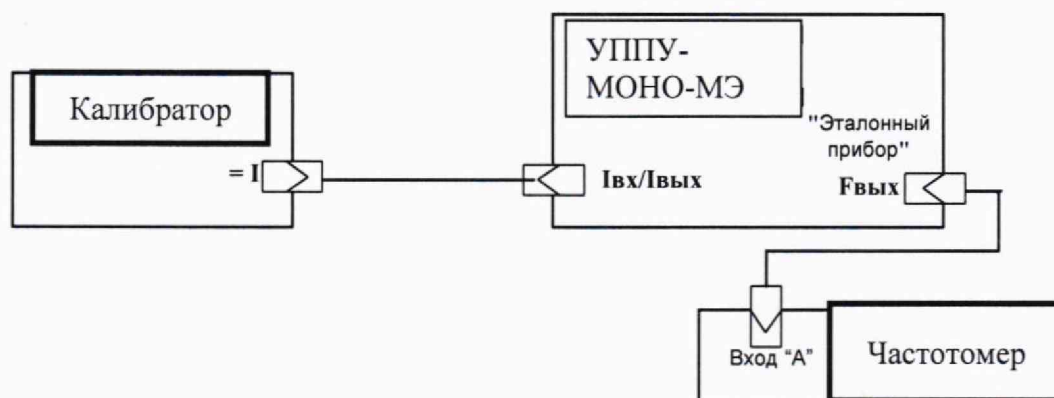 УППУ-
МОНО-МЭ
Калибратор
"Эталонный
прибор"
= I
Iвх/Iвых
Fвых
Вход "А"
Частотомер